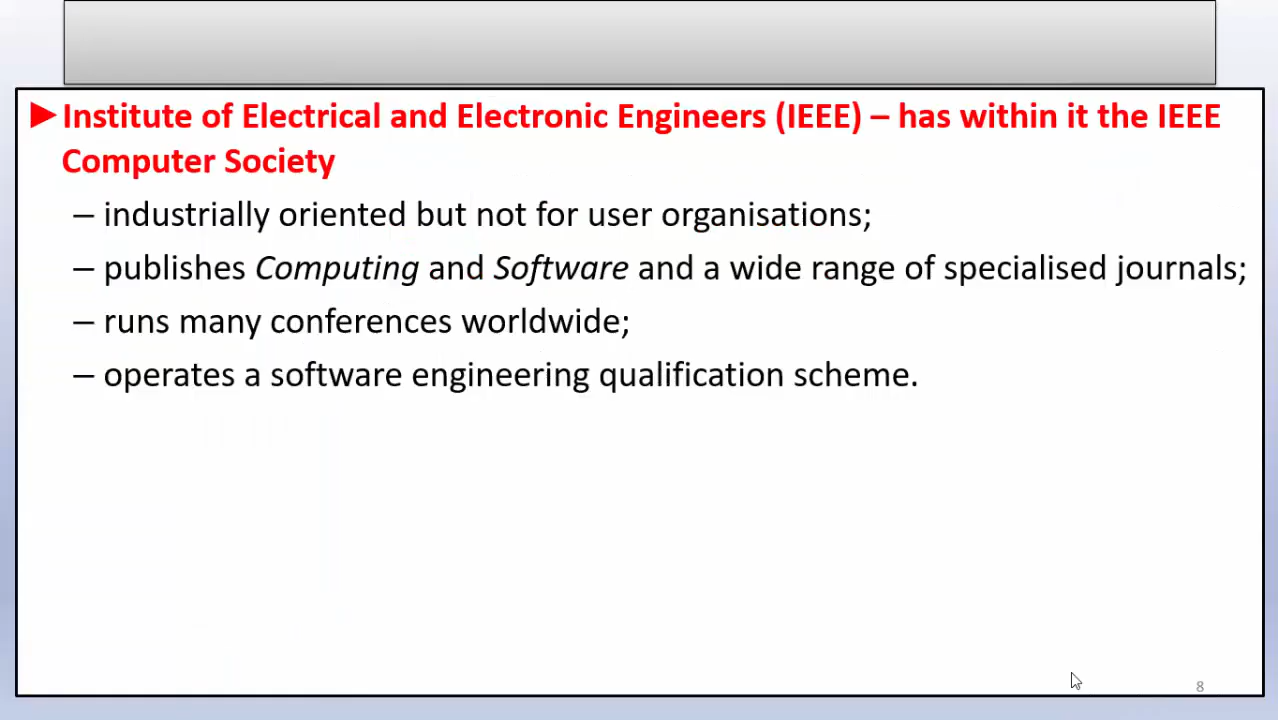 ►Institute of Electrical and Electronic Engineers (IEEE) – has within it the IEEE
Computer Society
– industrially oriented but not for user organisations;
– publishes Computing and Software and a wide range of specialised journals;
– runs many conferences worldwide;
– operates a software engineering qualification scheme.
8